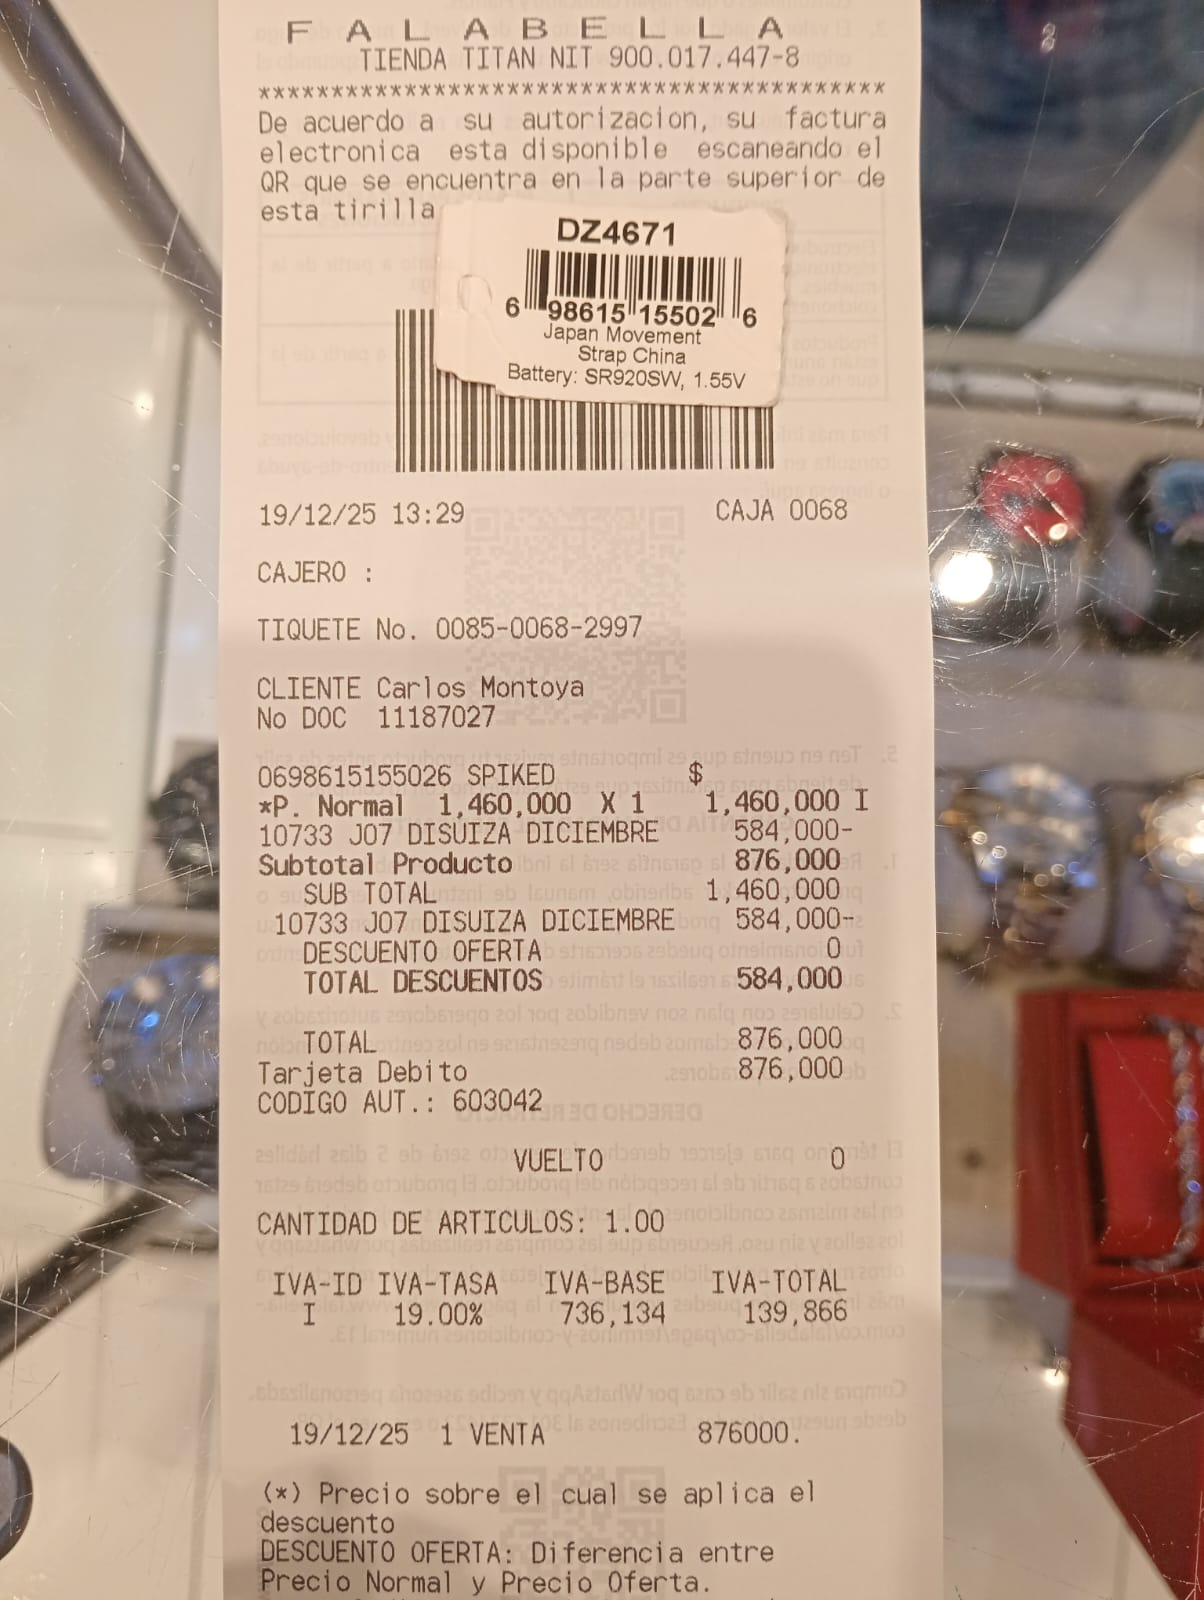 F A L A B E L L A
TIENDA TITAN NIT 900.017.447-8
*******************************************
De acuerdo a su autorizacion, su factura
electronica esta disponible escaneando el
QR que se encuentra en la parte superior de
esta tirilla
DZ4671
6 98615 15502 6
Japan Movement
Strap China
Battery: SR920SW, 1.55V
19/12/25 13:29 CAJA 0068
CAJERO :
TIQUETE No. 0085-0068-2997
CLIENTE Carlos Montoya
No DOC 11187027
0698615155026 SPIKED $
*P. Normal 1,460,000 X 1 1,460,000 I
10733 J07 DISUIZA DICIEMBRE 584,000-
Subtotal Producto 876,000
SUB TOTAL 1,460,000
10733 J07 DISUIZA DICIEMBRE 584,000-
DESCUENTO OFERTA 0
TOTAL DESCUENTOS 584,000
TOTAL 876,000
Tarjeta Debito 876,000
CODIGO AUT.: 603042
VUELTO 0
CANTIDAD DE ARTICULOS: 1.00
IVA-ID IVA-TASA IVA-BASE IVA-TOTAL
I 19.00% 736,134 139,866
19/12/25 1 VENTA 876000.
(*) Precio sobre el cual se aplica el
descuento
DESCUENTO OFERTA: Diferencia entre
Precio Normal y Precio Oferta.